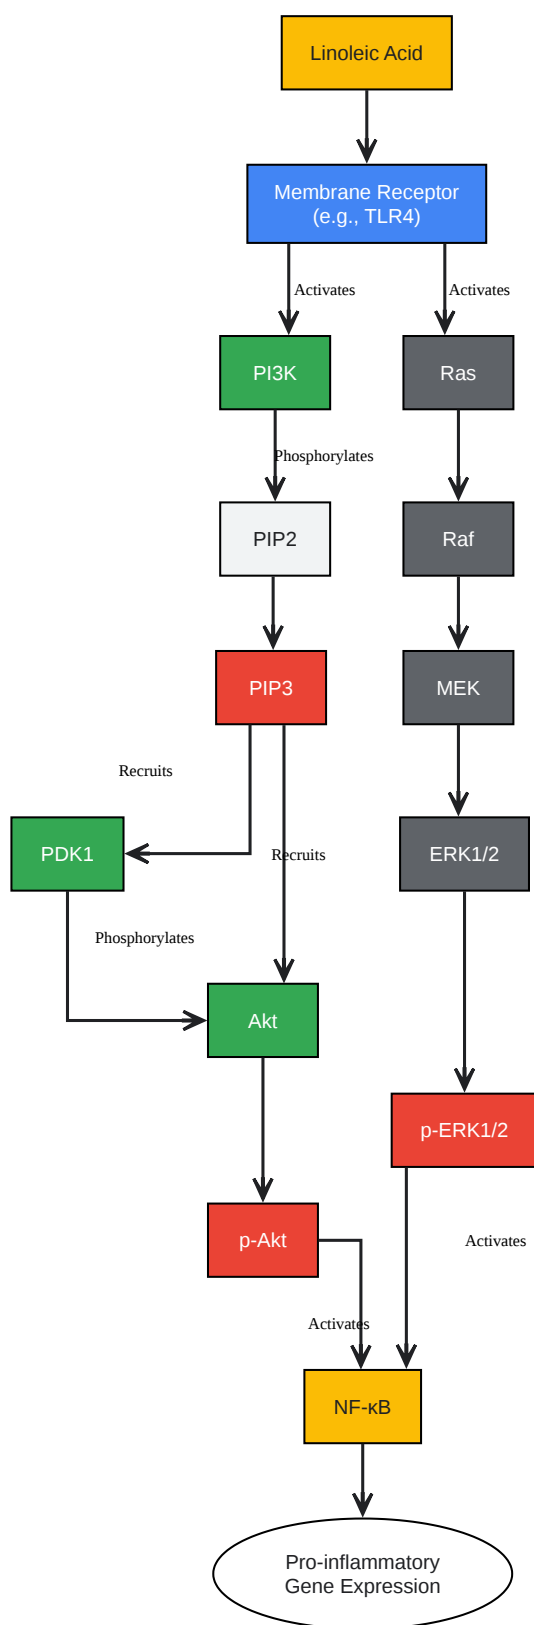 Linoleic Acid
Membrane Receptor
(e.g., TLR4)
Activates
Activates
PI3K
Ras
Phosphorylates
PIP2
Raf
PIP3
MEK
Recruits
PDK1
Recruits
ERK1/2
Phosphorylates
Akt
p-ERK1/2
p-Akt
Activates
Activates
NF-κB
Pro-inflammatory
Gene Expression